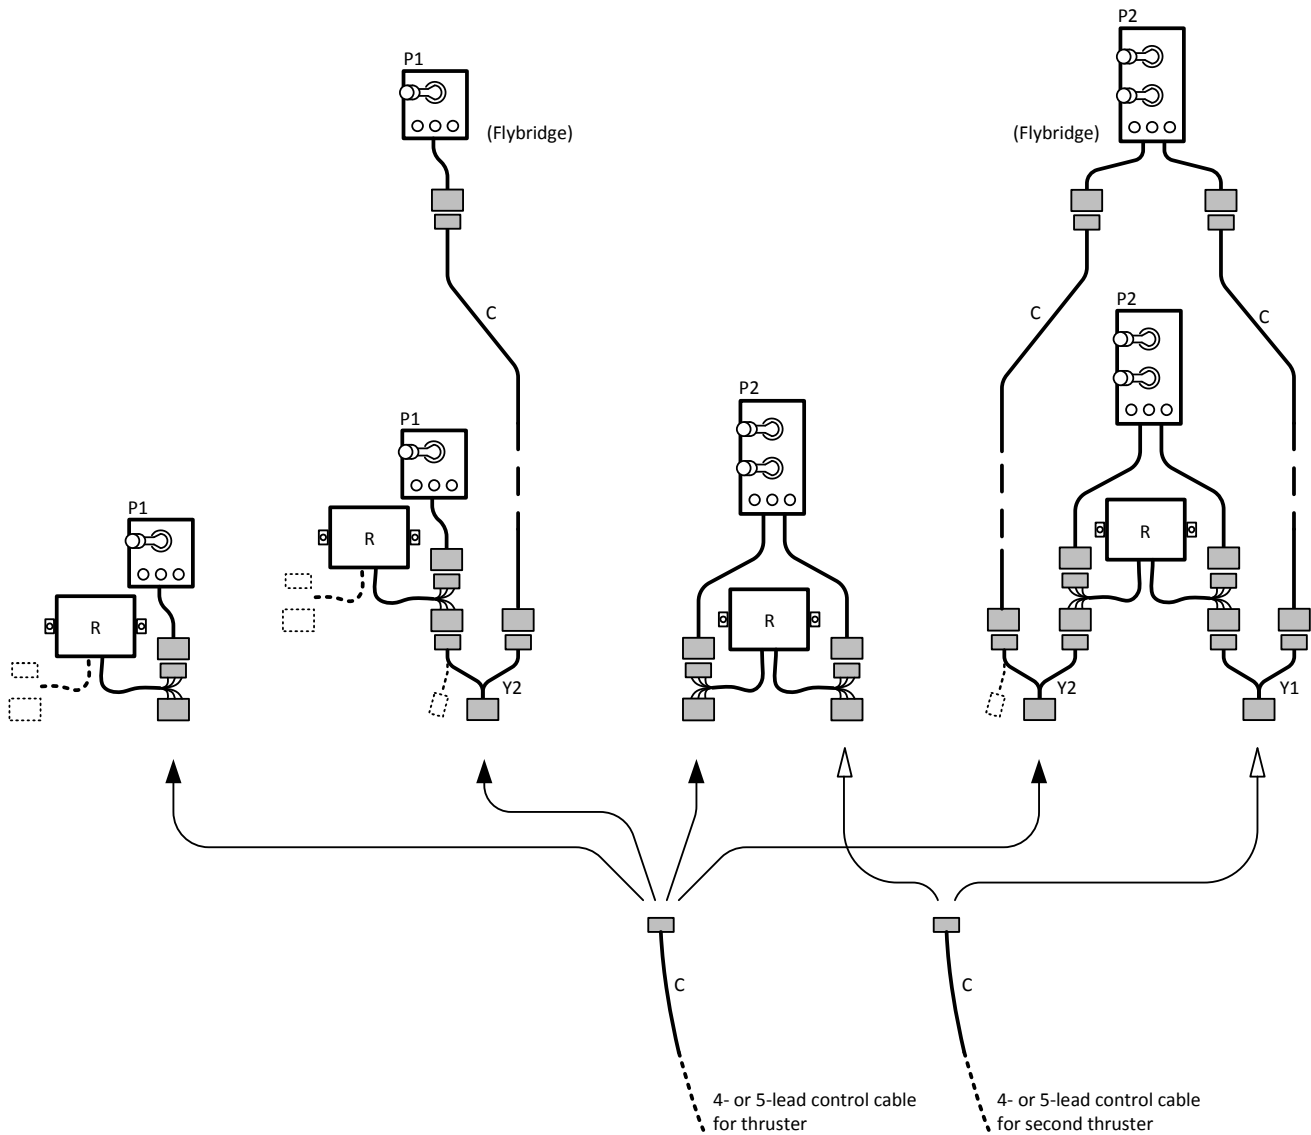 P2
P1
(Flybridge)
(Flybridge)
P2
C
C
C
P2
P1
P1
R
R
R
R
Y2
Y2
Y1
C
C
4- or 5-lead control cable
for thruster
4- or 5-lead control cable
for second thruster